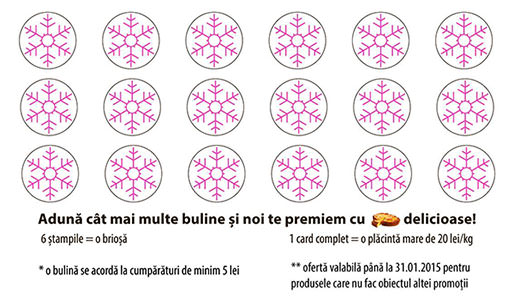 Adună cât mai multe buline și noi te premiem cu delicioase!
6 ștampile = o brioșă
1 card complet = o plăcintă mare de 20 lei/kg
* o bulină se acordă la cumpărături de minim 5 lei
** ofertă valabilă până la 31.01.2015 pentru
produsele care nu fac obiectul altei promoții